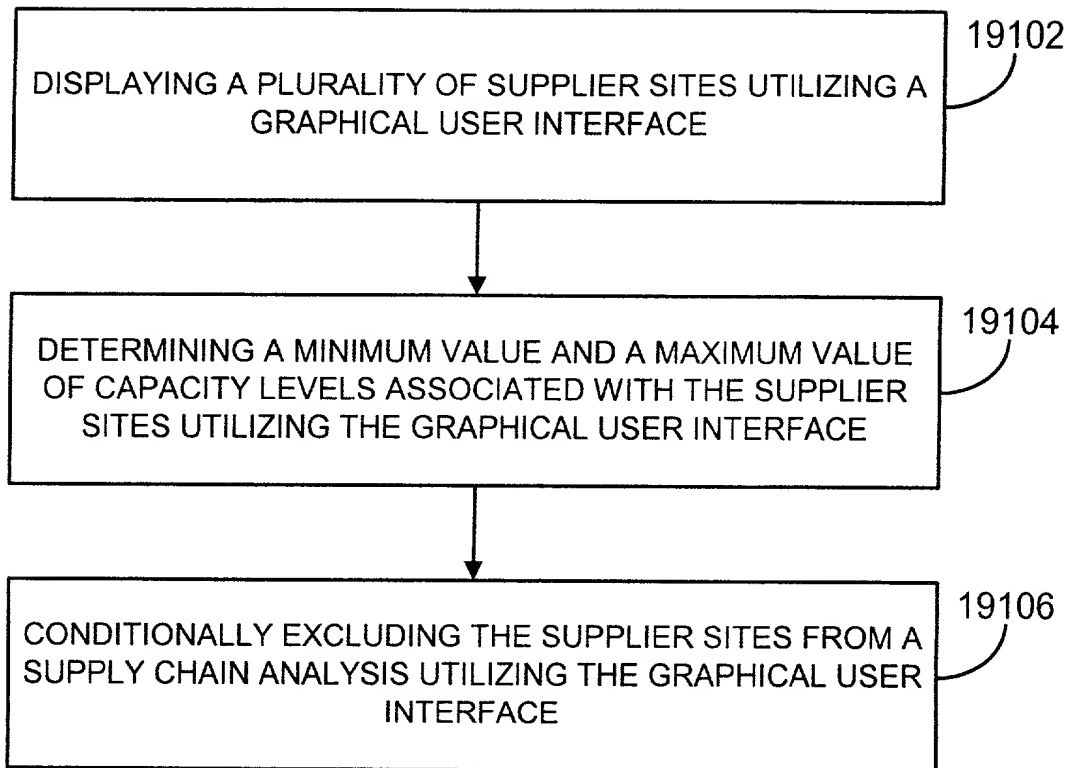 19102
DISPLAYING A PLURALITY OF SUPPLIER SITES UTILIZING A
GRAPHICAL USER INTERFACE
19104
DETERMINING A MINIMUM VALUE AND A MAXIMUM VALUE
OF CAPACITY LEVELS ASSOCIATED WITH THE SUPPLIER
SITES UTILIZING THE GRAPHICAL USER INTERFACE
19106
CONDITIONALLY EXCLUDING THE SUPPLIER SITES FROM A
SUPPLY CHAIN ANALYSIS UTILIZING THE GRAPHICAL USER
INTERFACE